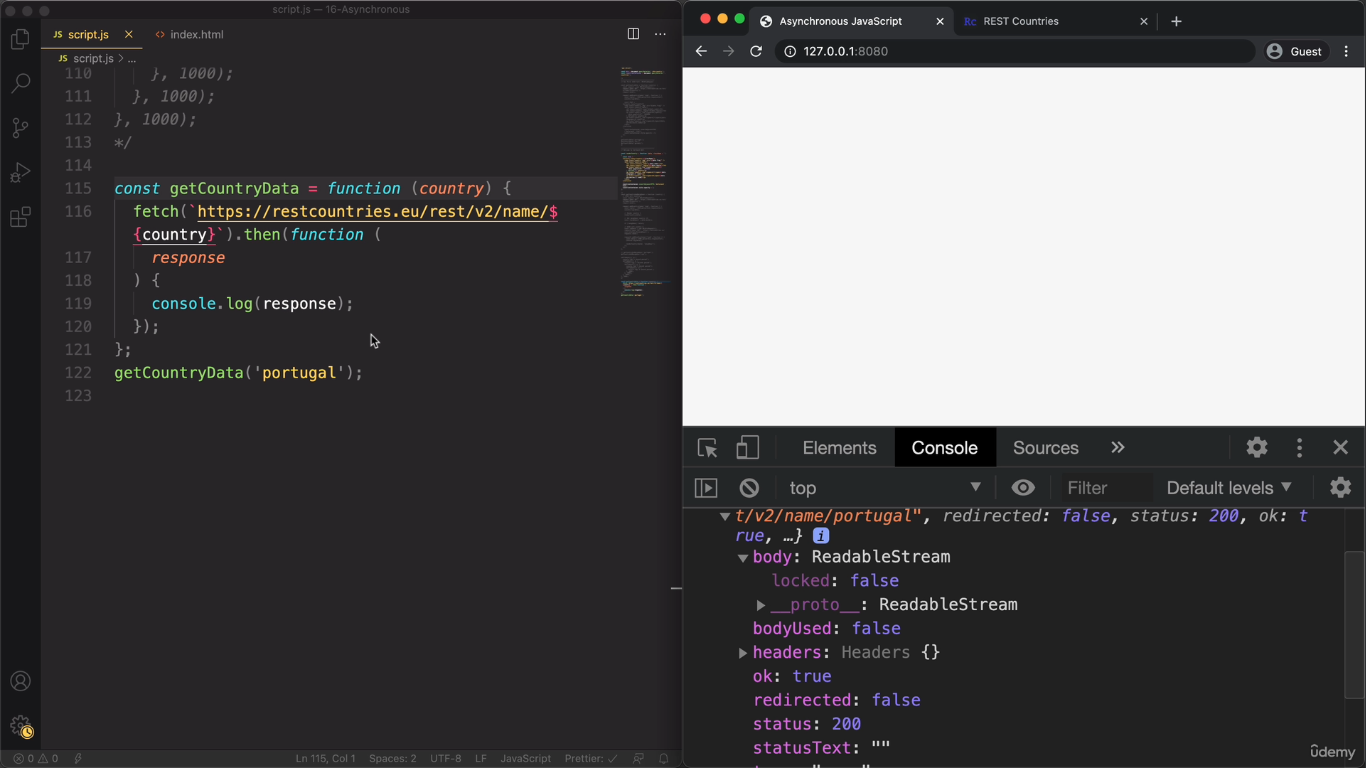 script.js — 16-Asynchronous
JS script.js ×
<> index.html
JS script.js > ...
110 }, 1000);
111 }, 1000);
112 }, 1000);
113 */
114
115 const getCountryData = function (country) {
116 fetch(`https://restcountries.eu/rest/v2/name/$
{country}`).then(function (
117 response
118 ) {
119 console.log(response);
120 });
121 };
122 getCountryData('portugal');
123
0 0
Ln 115, Col 1 Spaces: 2 UTF-8 LF JavaScript Prettier: ✓
Asynchronous JavaScript ×
Rc REST Countries × +
127.0.0.1:8080
Guest
Elements Console Sources »
top Filter Default levels
t/v2/name/portugal", redirected: false, status: 200, ok: t
rue, …} i
body: ReadableStream
locked: false
__proto__: ReadableStream
bodyUsed: false
headers: Headers {}
ok: true
redirected: false
status: 200
statusText: ""
ûdemy